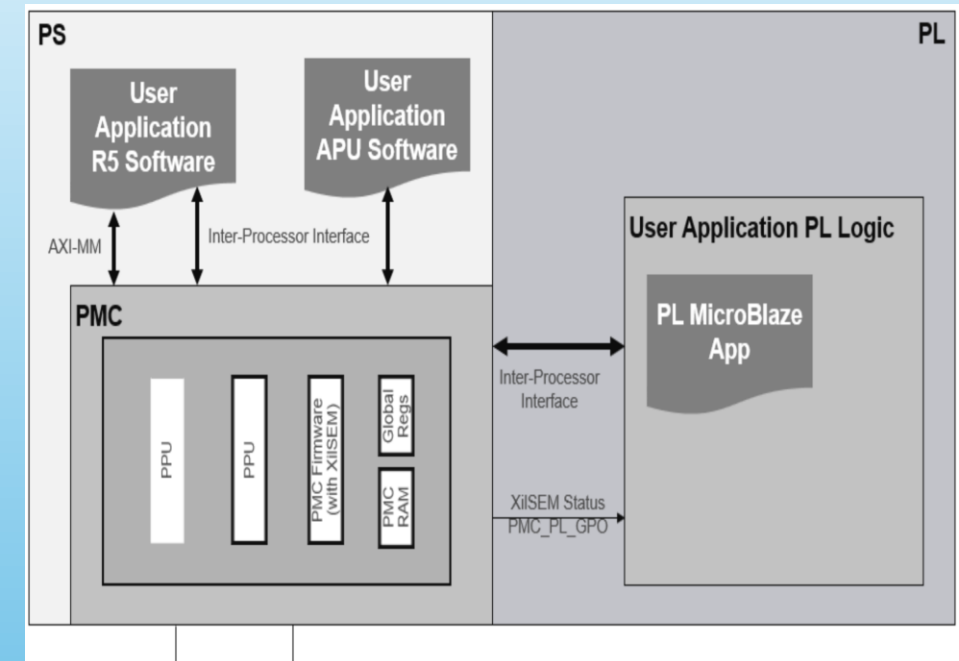 PS
PL
User
Application
R5 Software
User
Application
APU Software
AXI-MM
Inter-Processor Interface
User Application PL Logic
PL MicroBlaze
App
PMC
PPU
PPU
PMC Firmware
(with XilSEM)
Global
Regs
PMC
RAM
Inter-Processor
Interface
XilSEM Status
PMC_PL_GPO